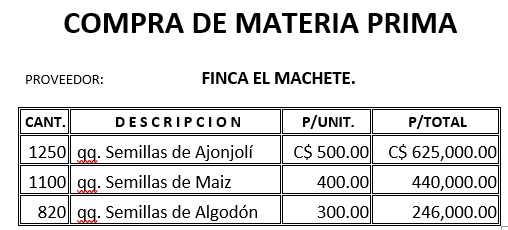 COMPRA DE MATERIA PRIMA
PROVEEDOR: FINCA EL MACHETE.
CANT. DESCRIPCION P/UNIT. P/TOTAL
1250 qq. Semillas de Ajonjolí C$ 500.00 C$ 625,000.00
1100 qq. Semillas de Maiz 400.00 440,000.00
820 qq. Semillas de Algodón 300.00 246,000.00